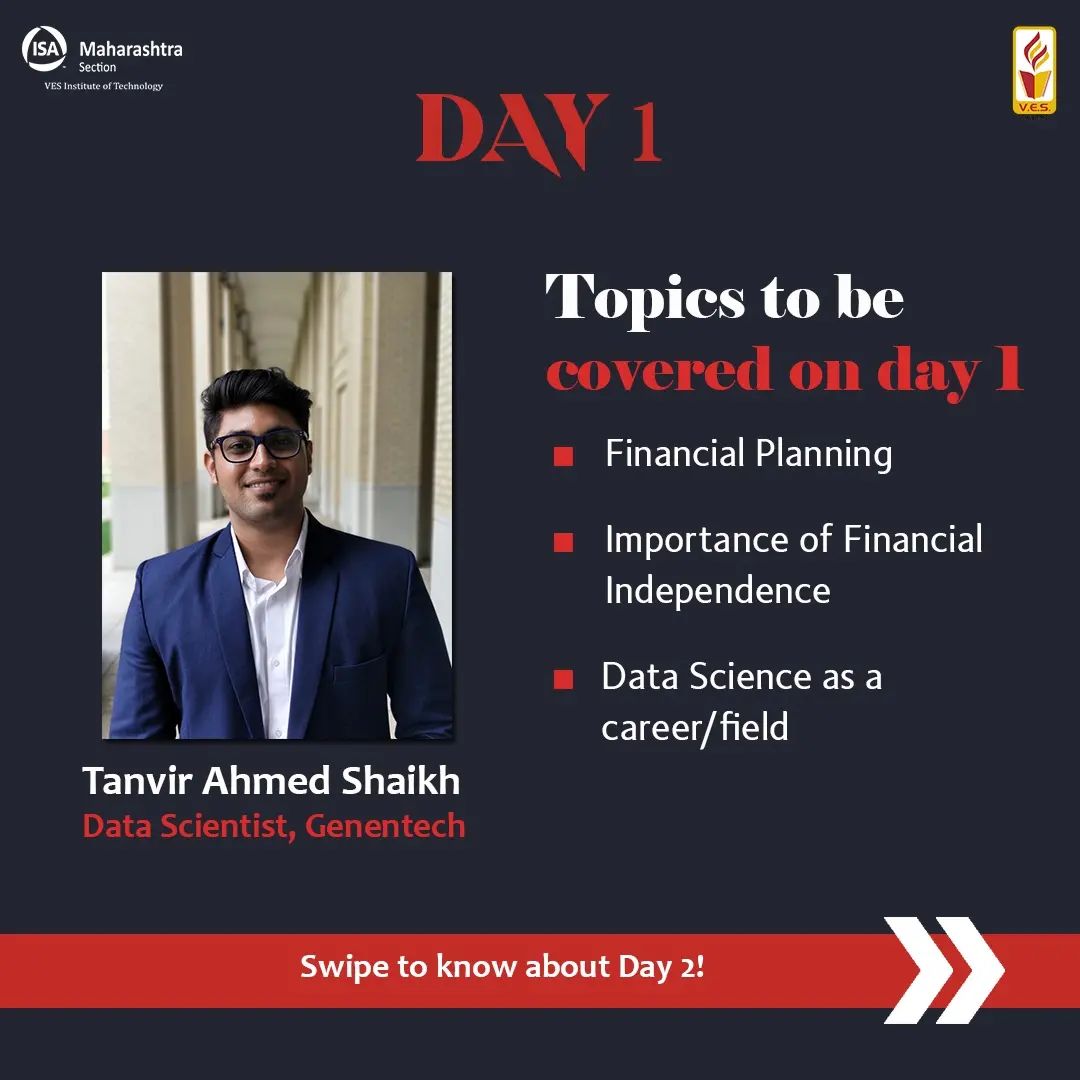 ISA
Maharashtra
Section
VES Institute of Technology
V.E.S.
DAY 1
Topics to be
covered on day 1
Financial Planning
Importance of Financial
Independence
Data Science as a
career/field
Tanvir Ahmed Shaikh
Data Scientist, Genentech
Swipe to know about Day 2!